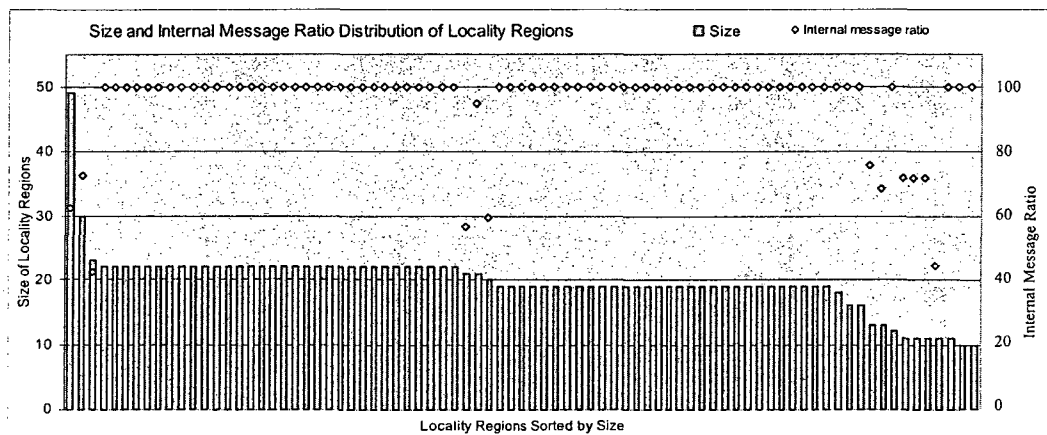 Size and Internal Message Ratio Distribution of Locality Regions
Size
Internal message ratio
Size of Locality Regions
50
40
30
20
10
0
100
80
60
40
20
0
Internal Message Ratio
Locality Regions Sorted by Size